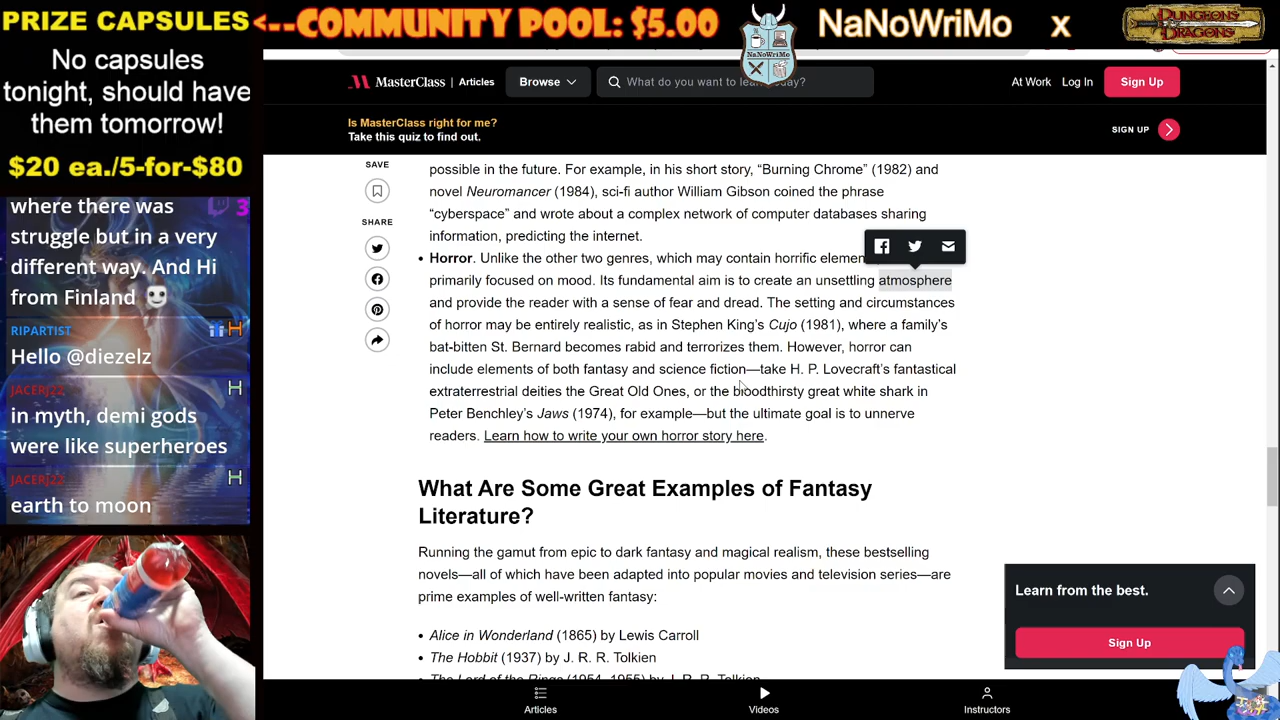 PRIZE CAPSULES
<--COMMUNITY POOL: $5.00
NaNoWriMo
NaNoWriMo x
DUNGEONS & DRAGONS
No capsules
tonight, should have
them tomorrow!
$20 ea./5-for-$80
where there was 3
struggle but in a very
different way. And Hi
from Finland
RIPARTIST
Hello @diezelz
JACERJ22
in myth, demi gods
were like superheroes
JACERJ22
earth to moon
MasterClass | Articles Browse What do you want to learn today? At Work Log In Sign Up
Is MasterClass right for me?
Take this quiz to find out.
SIGN UP
SAVE
SHARE
possible in the future. For example, in his short story, “Burning Chrome” (1982) and
novel Neuromancer (1984), sci-fi author William Gibson coined the phrase
“cyberspace” and wrote about a complex network of computer databases sharing
information, predicting the internet.
• Horror. Unlike the other two genres, which may contain horrific elemen
primarily focused on mood. Its fundamental aim is to create an unsettling atmosphere
and provide the reader with a sense of fear and dread. The setting and circumstances
of horror may be entirely realistic, as in Stephen King’s Cujo (1981), where a family’s
bat-bitten St. Bernard becomes rabid and terrorizes them. However, horror can
include elements of both fantasy and science fiction—take H. P. Lovecraft’s fantastical
extraterrestrial deities the Great Old Ones, or the bloodthirsty great white shark in
Peter Benchley’s Jaws (1974), for example—but the ultimate goal is to unnerve
readers. Learn how to write your own horror story here.
What Are Some Great Examples of Fantasy
Literature?
Running the gamut from epic to dark fantasy and magical realism, these bestselling
novels—all of which have been adapted into popular movies and television series—are
prime examples of well-written fantasy:
• Alice in Wonderland (1865) by Lewis Carroll
• The Hobbit (1937) by J. R. R. Tolkien
• The Lord of the Rings (1954–1955) by J. R. R. Tolkien
Learn from the best.
Sign Up
Articles
Videos
Instructors